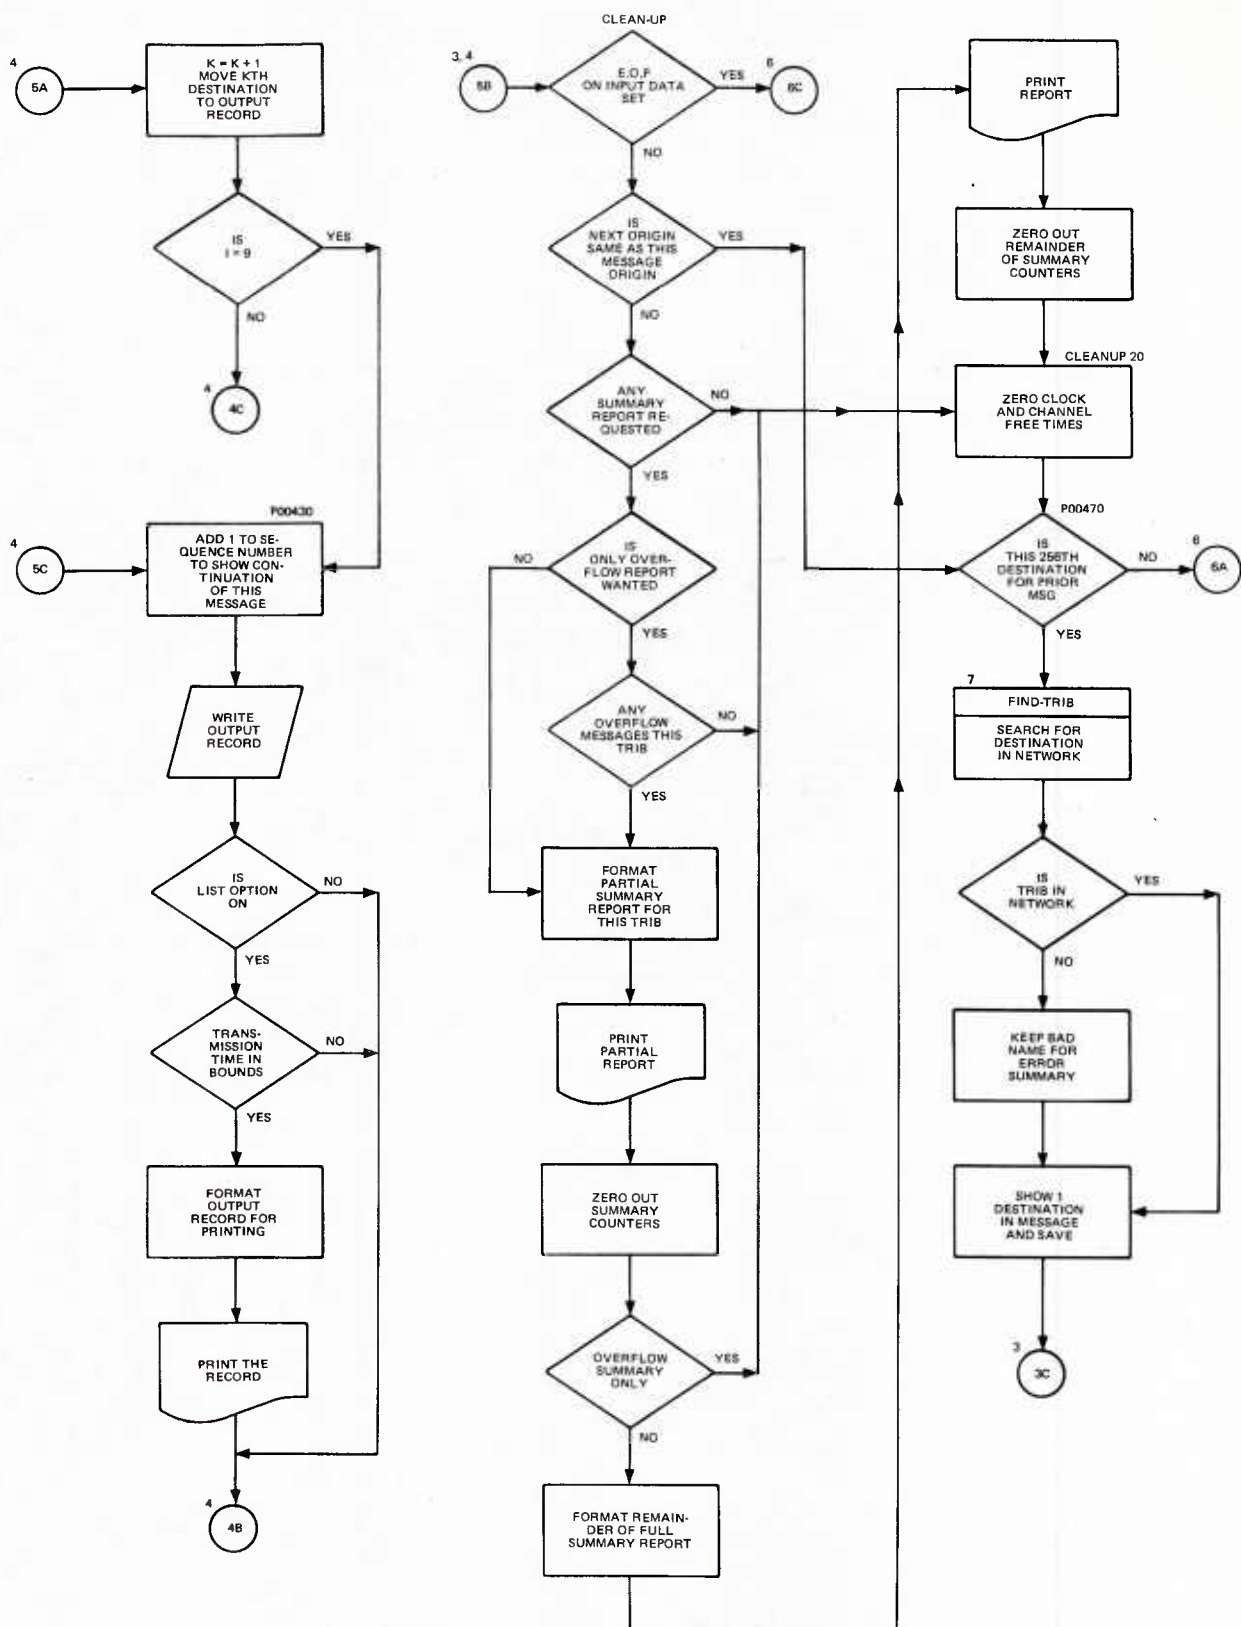 4
5A
K = K + 1
MOVE KTH
DESTINATION
TO OUTPUT
RECORD
IS
I = 9
YES
NO
4
4C
P00430
4
5C
ADD 1 TO SE-
QUENCE NUMBER
TO SHOW CON-
TINUATION
OF THIS
MESSAGE
WRITE
OUTPUT
RECORD
IS
LIST OPTION
ON
NO
YES
TRANS-
MISSION
TIME IN
BOUNDS
NO
YES
FORMAT
OUTPUT
RECORD FOR
PRINTING
PRINT THE
RECORD
4
4B
CLEAN-UP
3, 4
5B
E.O.F
ON INPUT DATA
SET
YES
6
6C
NO
IS
NEXT ORIGIN
SAME AS THIS
MESSAGE
ORIGIN
YES
NO
ANY
SUMMARY
REPORT RE-
QUESTED
NO
YES
IS
ONLY OVER-
FLOW REPORT
WANTED
NO
YES
ANY
OVERFLOW
MESSAGES THIS
TRIB
NO
YES
FORMAT
PARTIAL
SUMMARY
REPORT FOR
THIS TRIB
PRINT
PARTIAL
REPORT
ZERO OUT
SUMMARY
COUNTERS
OVERFLOW
SUMMARY
ONLY
YES
NO
FORMAT REMAIN-
DER OF FULL
SUMMARY REPORT
PRINT
REPORT
ZERO OUT
REMAINDER
OF SUMMARY
COUNTERS
CLEANUP 20
ZERO CLOCK
AND CHANNEL
FREE TIMES
P00470
IS
THIS 256TH
DESTINATION
FOR PRIOR
MSG
NO
6
6A
YES
7
FIND-TRIB
SEARCH FOR
DESTINATION
IN NETWORK
IS
TRIB IN
NETWORK
YES
NO
KEEP BAD
NAME FOR
ERROR
SUMMARY
SHOW 1
DESTINATION
IN MESSAGE
AND SAVE
3
3C